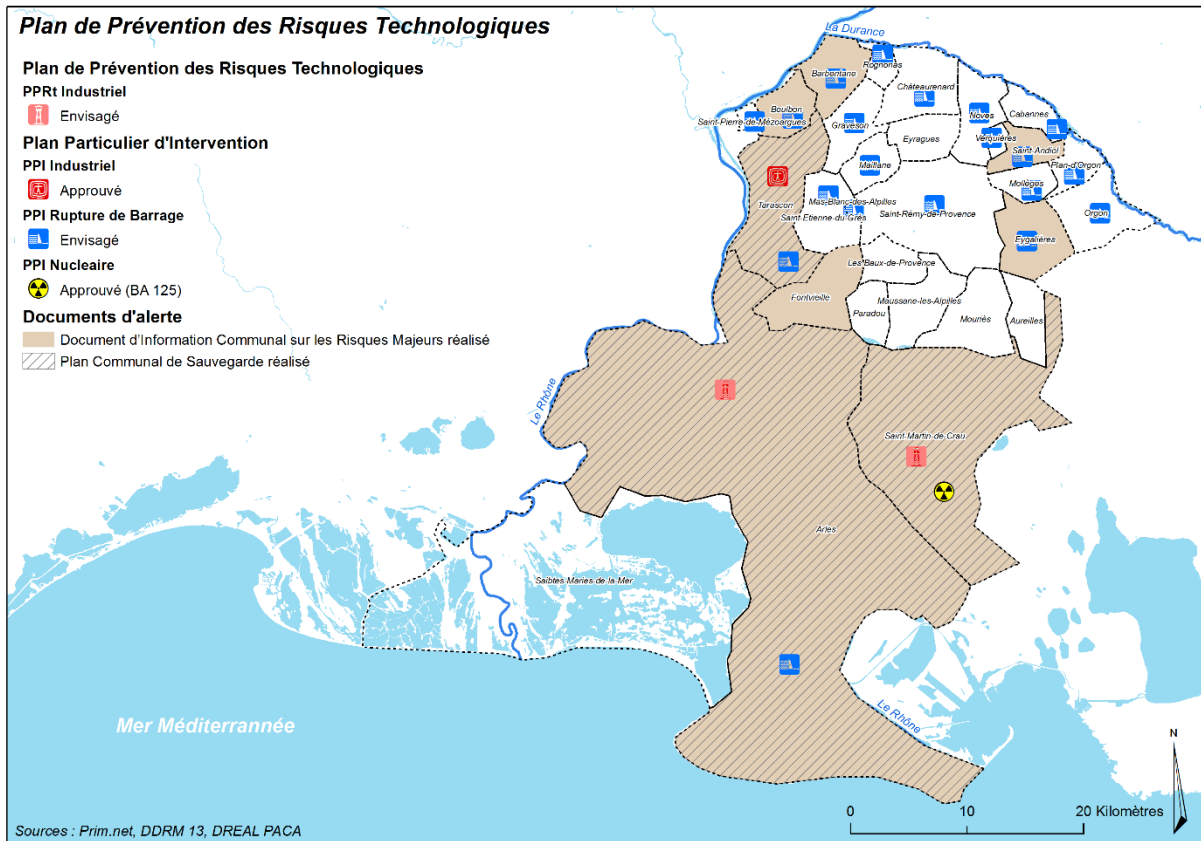 Plan de Prévention des Risques Technologiques
Plan de Prévention des Risques Technologiques
PPRt Industriel
Envisagé
Plan Particulier d'Intervention
PPI Industriel
Approuvé
PPI Rupture de Barrage
Envisagé
PPI Nucleaire
Approuvé (BA 125)
Documents d'alerte
Document d'Information Communal sur les Risques Majeurs réalisé
Plan Communal de Sauvegarde réalisé
La Durance
Rognonas
Barbentane
Châteaurenard
Boulbon
Saint-Pierre-de-Mézoargues
Graveson
Noves
Cabannes
Eyragues
Verquières
Saint-Andiol
Maillane
Plan-d'Orgon
Mollégès
Tarascon
Mas-Blanc-des-Alpilles
Saint-Etienne-du-Grès
Saint-Rémy-de-Provence
Orgon
Eygalières
Les Baux-de-Provence
Fontvieille
Maussane-les-Alpilles
Paradou
Mouriès
Aureilles
Le Rhône
Saint-Martin-de-Crau
Arles
Saibtes Maries de la Mer
Le Rhône
Mer Méditerrannée
N
0
10
20 Kilomètres
Sources : Prim.net, DDRM 13, DREAL PACA